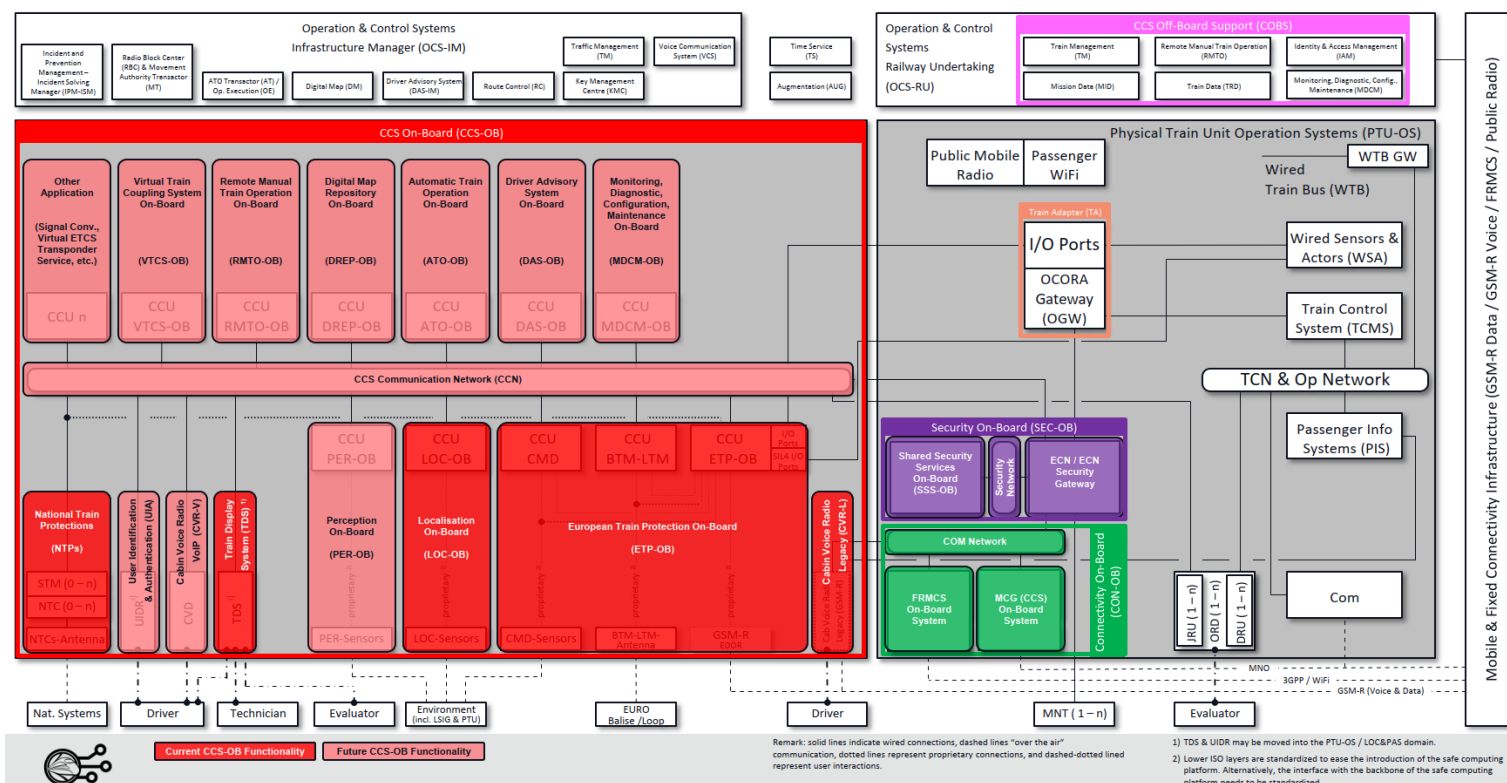 Operation & Control Systems
Infrastructure Manager (OCS-IM)
Incident and
Prevention
Management –
Incident Solving
Manager (IPM-ISM)
Radio Block Center
(RBC) & Movement
Authority Transactor
(MT)
ATO Transactor (AT) /
Op. Execution (OE)
Digital Map (DM)
Driver Advisory System
(DAS-IM)
Route Control (RC)
Traffic Management
(TM)
Key Management
Centre (KMC)
Voice Communication
System (VCS)
Time Service
(TS)
Augmentation (AUG)
Operation & Control
Systems
Railway Undertaking
(OCS-RU)
CCS Off-Board Support (COBS)
Train Management
(TM)
Remote Manual Train Operation
(RMTO)
Identity & Access Management
(IAM)
Mission Data (MID)
Train Data (TRD)
Monitoring, Diagnostic, Config.,
Maintenance (MDCM)
Mobile & Fixed Connectivity Infrastructure (GSM-R Data / GSM-R Voice / FRMCS / Public Radio)
CCS On-Board (CCS-OB)
Other
Application
(Signal Conv.,
Virtual ETCS
Transponder
Service, etc.)
CCU n
Virtual Train
Coupling System
On-Board
(VTCS-OB)
CCU
VTCS-OB
Remote Manual
Train Operation
On-Board
(RMTO-OB)
CCU
RMTO-OB
Digital Map
Repository
On-Board
(DREP-OB)
CCU
DREP-OB
Automatic Train
Operation
On-Board
(ATO-OB)
CCU
ATO-OB
Driver Advisory
System
On-Board
(DAS-OB)
CCU
DAS-OB
Monitoring,
Diagnostic,
Configuration,
Maintenance
On-Board
(MDCM-OB)
CCU
MDCM-OB
CCS Communication Network (CCN)
National Train
Protections
(NTPs)
STM (0 – n)
NTC (0 – n)
NTCs-Antenna
User Identification
& Authentication (UIA)
UIDR 1)
Cabin Voice Radio
VoIP (CVR-V)
CVD
Train Display
System (TDS) 1)
TDS
CCU
PER-OB
Perception
On-Board
(PER-OB)
proprietary 2)
PER-Sensors
CCU
LOC-OB
Localisation
On-Board
(LOC-OB)
proprietary 2)
LOC-Sensors
CCU
CMD
CCU
BTM-LTM
CCU
ETP-OB
I/O
Ports
SIL4 I/O
Ports
European Train Protection On-Board
(ETP-OB)
proprietary 2)
CMD-Sensors
proprietary 2)
BTM-LTM-
Antenna
proprietary 2)
GSM-R
EDOR
Cabin Voice Radio
Legacy (CVR-L)
Cab Voice Radio
Legacy (GSM-R)
Physical Train Unit Operation Systems (PTU-OS)
Public Mobile
Radio
Passenger
WiFi
WTB GW
Wired
Train Bus (WTB)
Train Adapter (TA)
I/O Ports
OCORA
Gateway
(OGW)
Wired Sensors &
Actors (WSA)
Train Control
System (TCMS)
TCN & Op Network
Passenger Info
Systems (PIS)
Security On-Board (SEC-OB)
Shared Security
Services
On-Board
(SSS-OB)
Security
Network
ECN / ECN
Security
Gateway
COM Network
FRMCS
On-Board
System
MCG (CCS)
On-Board
System
Connectivity On-Board
(CON-OB)
JRU ( 1 – n)
ORD ( 1 – n)
DRU ( 1 – n)
Com
MNO
3GPP / WiFi
GSM-R (Voice & Data)
Nat. Systems
Driver
Technician
Evaluator
Environment
(incl. LSIG & PTU)
EURO
Balise /Loop
Driver
MNT ( 1 – n)
Evaluator
Current CCS-OB Functionality
Future CCS-OB Functionality
Remark: solid lines indicate wired connections, dashed lines "over the air"
communication, dotted lines represent proprietary connections, and dashed-dotted lined
represent user interactions.
1) TDS & UIDR may be moved into the PTU-OS / LOC&PAS domain.
2) Lower ISO layers are standardized to ease the introduction of the safe computing
platform. Alternatively, the interface with the backbone of the safe computing
platform needs to be standardized